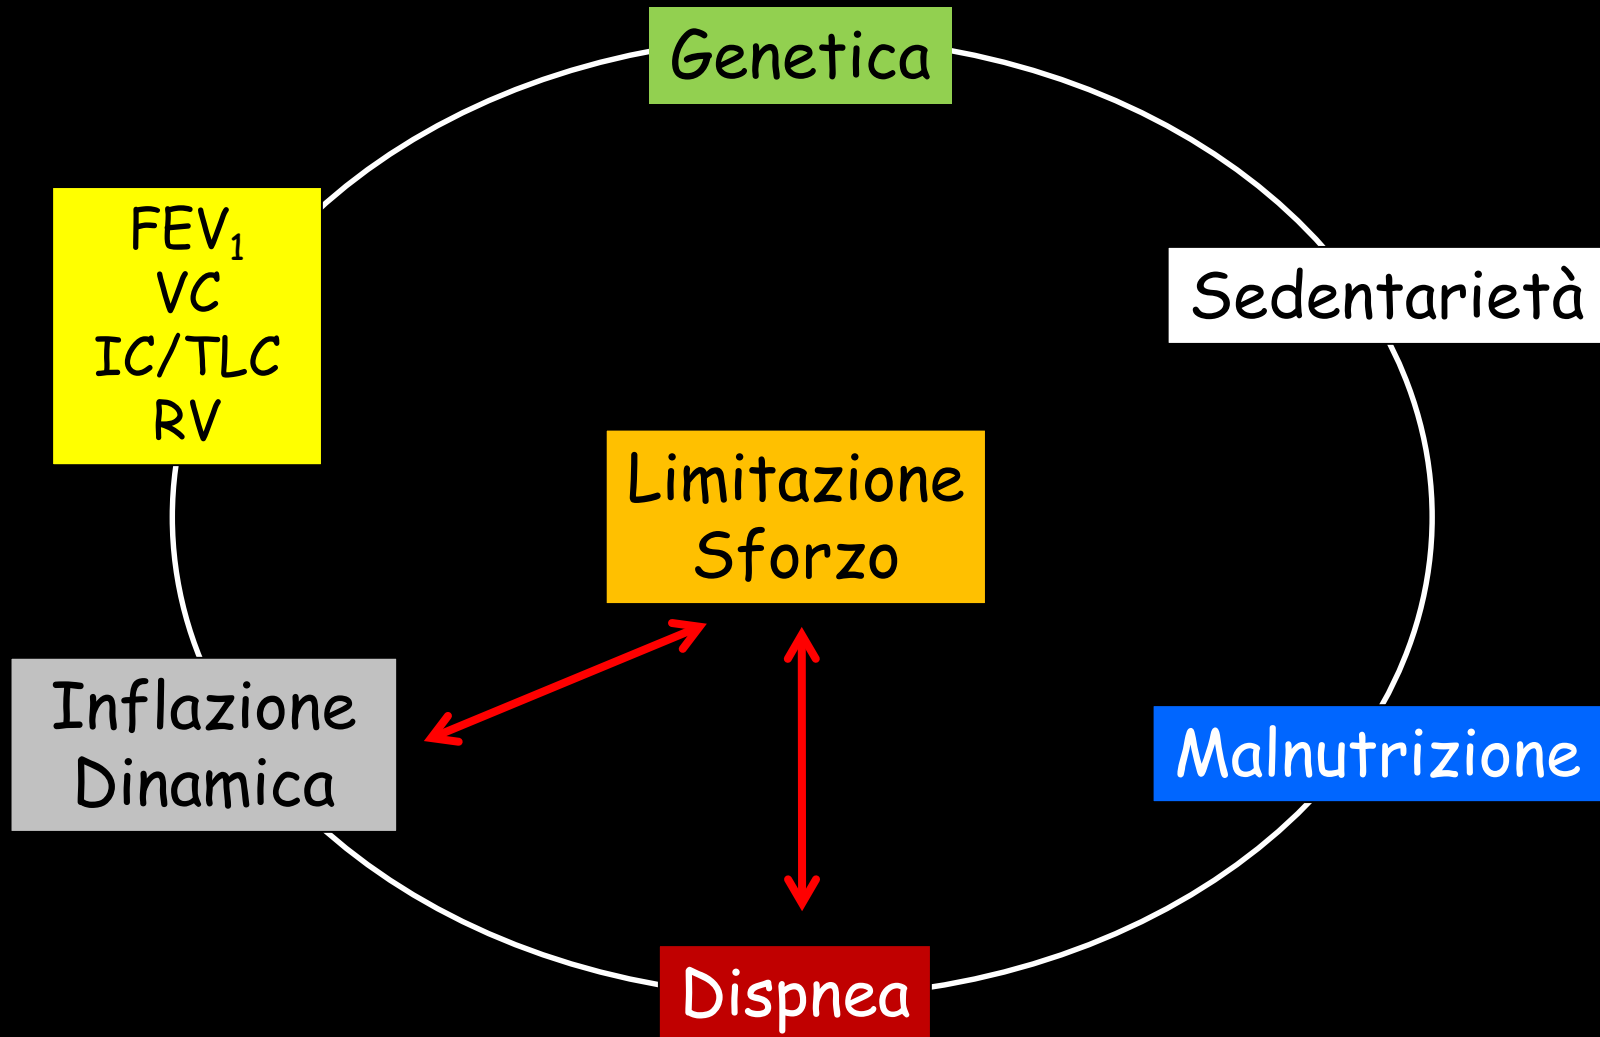 Genetica
FEV₁
VC
IC/TLC
RV
Sedentarietà
Limitazione
Sforzo
Inflazione
Dinamica
Malnutrizione
Dispnea